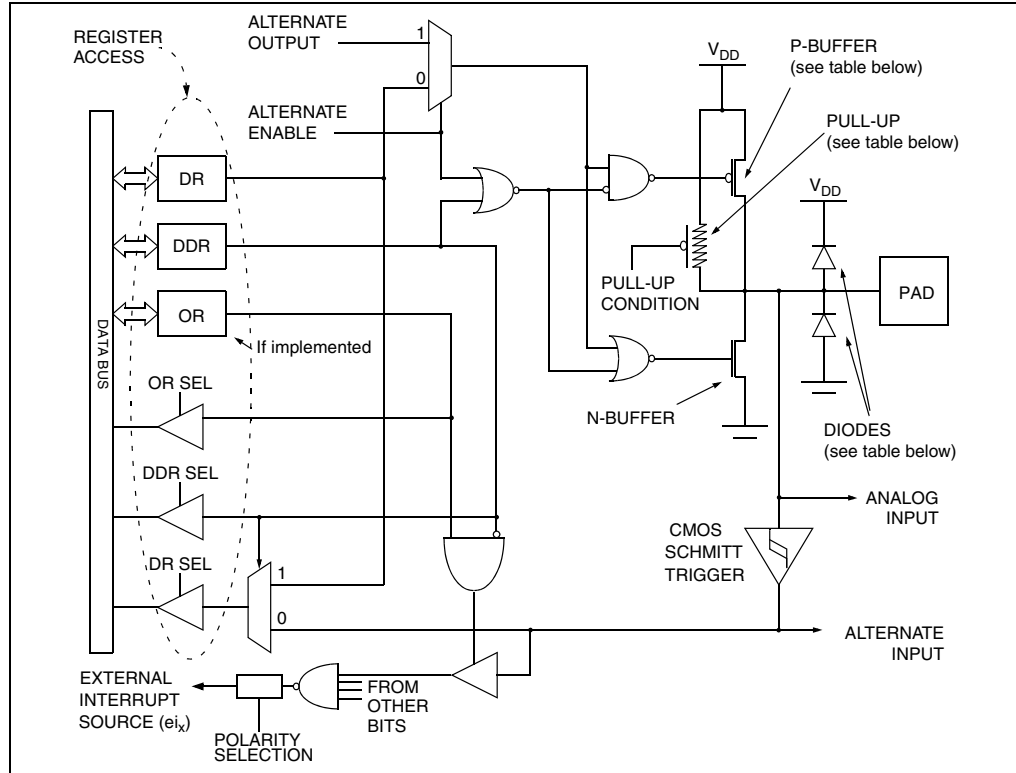 REGISTER
ACCESS
ALTERNATE
OUTPUT
1
0
ALTERNATE
ENABLE
VDD
P-BUFFER
(see table below)
PULL-UP
(see table below)
VDD
DR
DDR
OR
If implemented
DATA BUS
PULL-UP
CONDITION
PAD
N-BUFFER
DIODES
(see table below)
OR SEL
DDR SEL
DR SEL
1
0
ANALOG
INPUT
CMOS
SCHMITT
TRIGGER
ALTERNATE
INPUT
EXTERNAL
INTERRUPT
SOURCE (eix)
POLARITY
SELECTION
FROM
OTHER
BITS